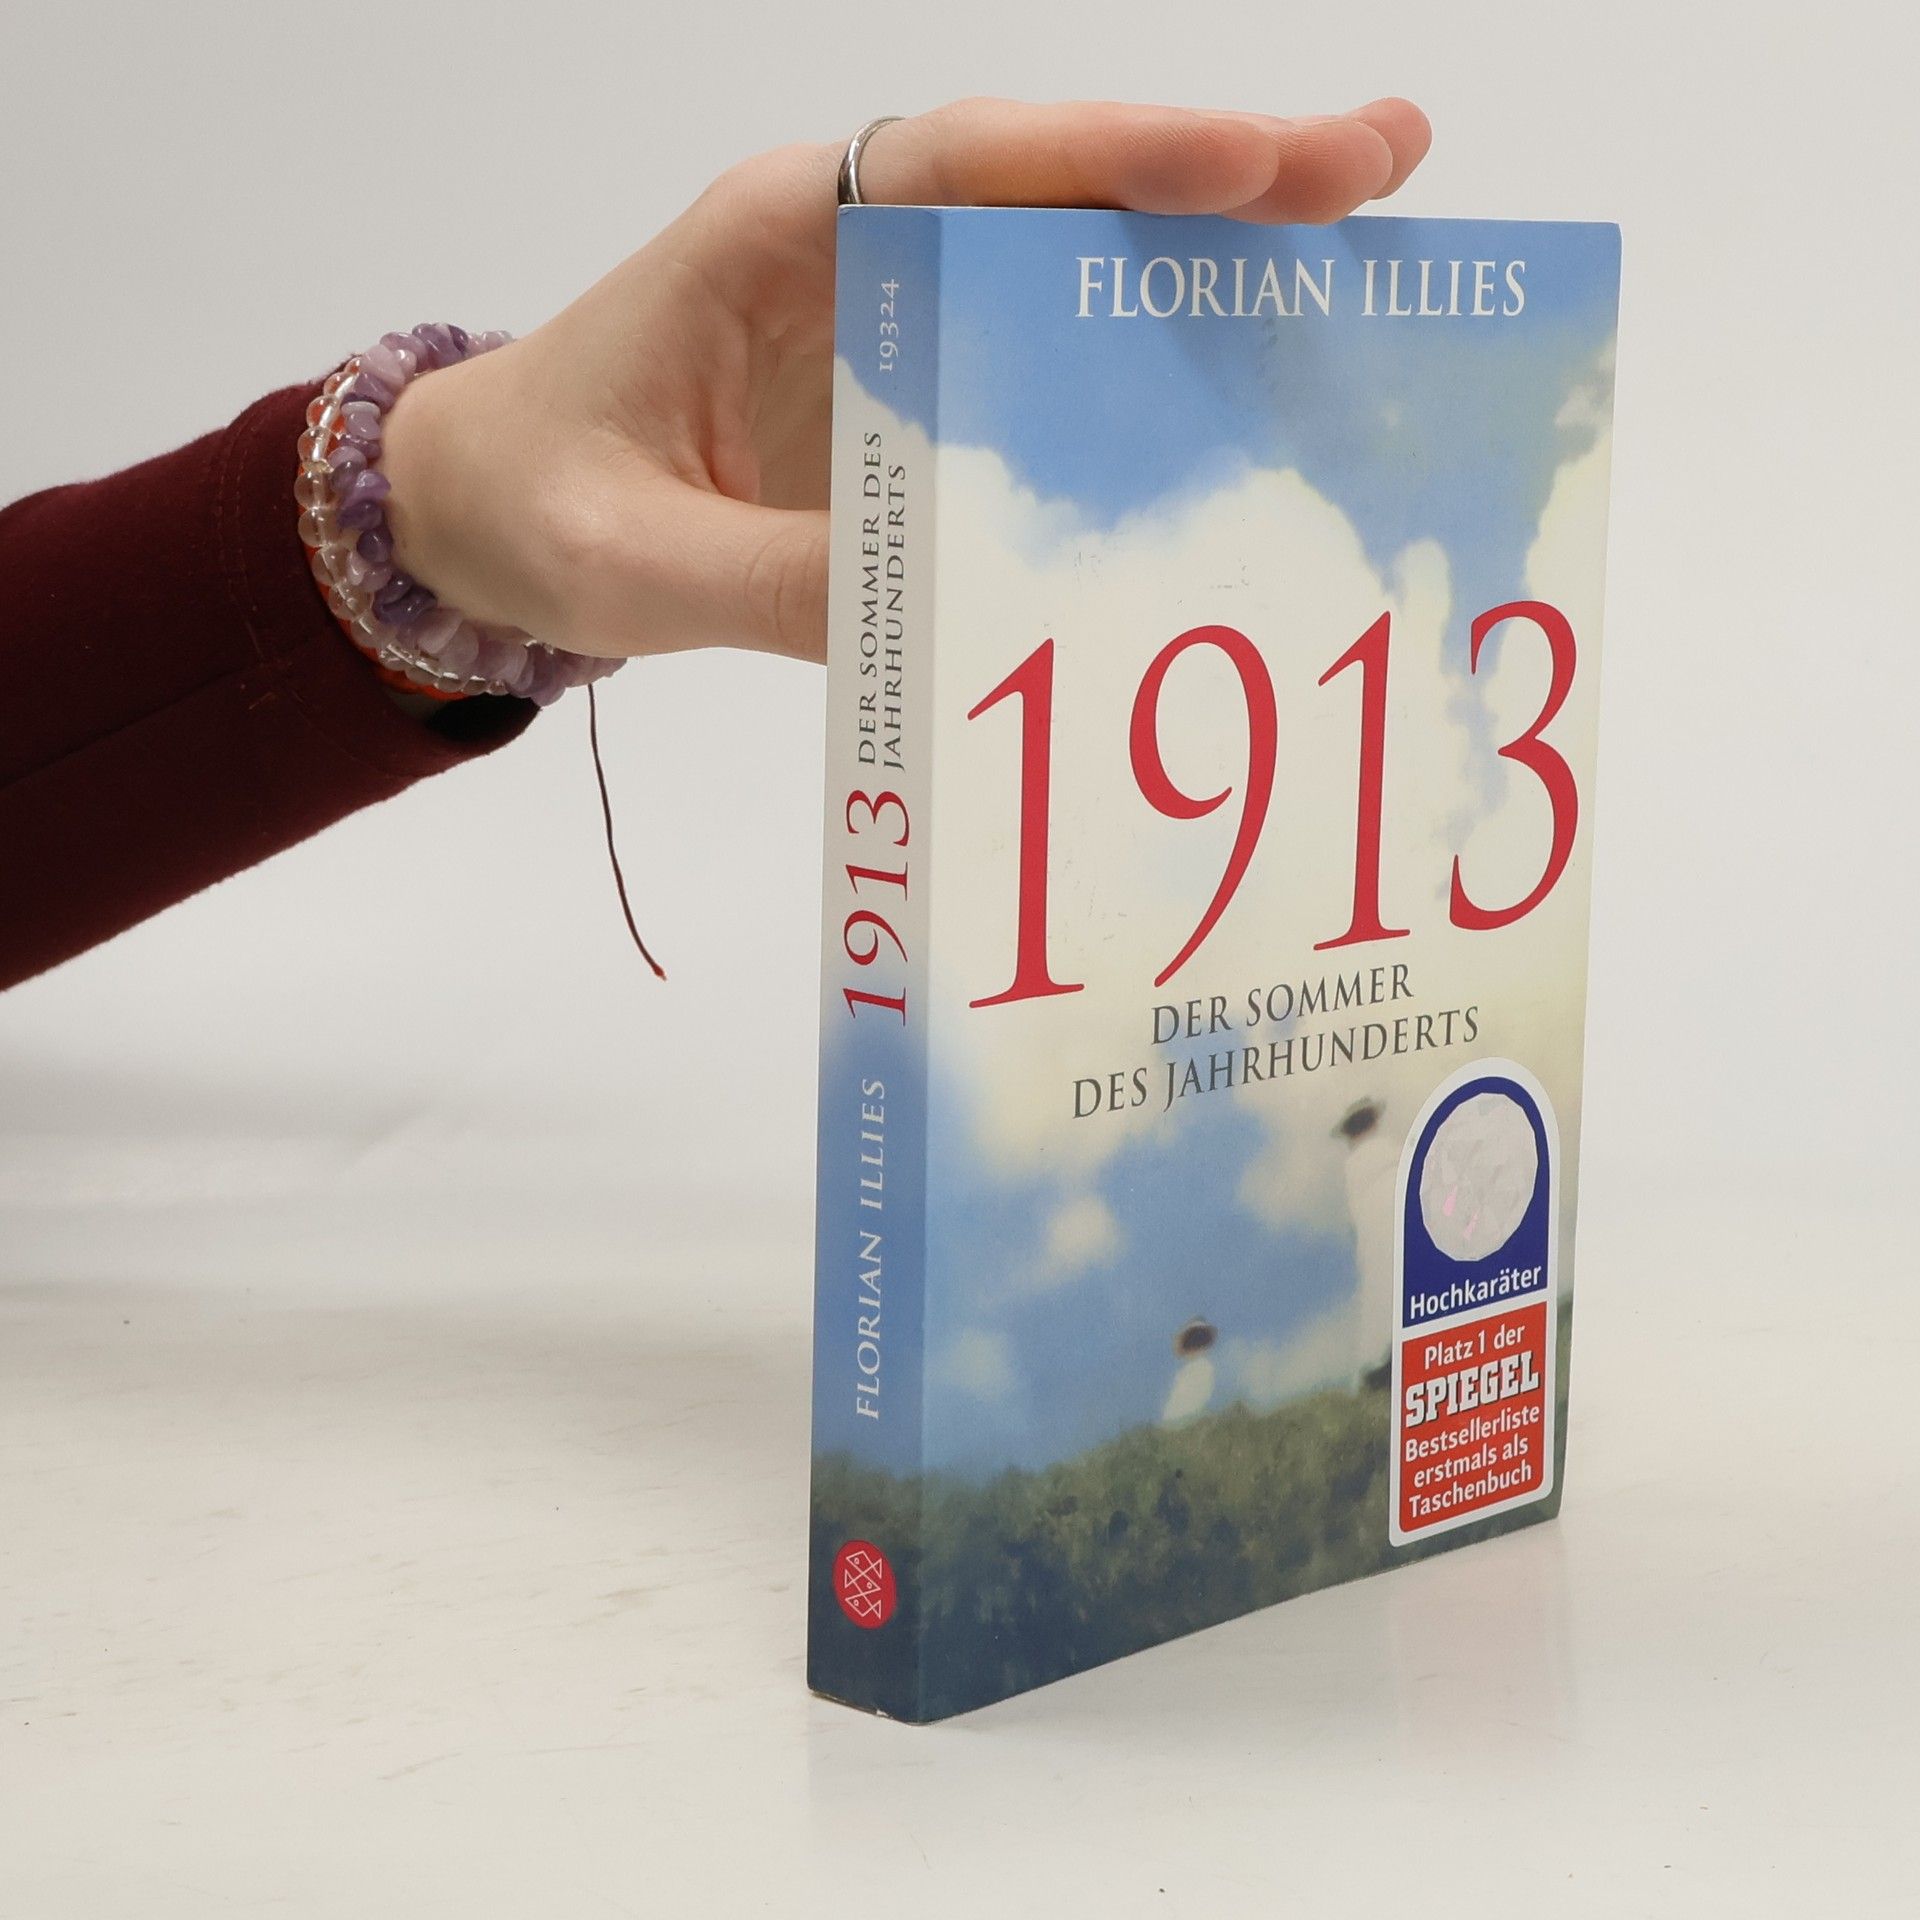 FLORIAN ILLIES
1913
DER SOMMER
DES JAHRHUNDERTS
Hochkaräter
Platz 1 der
SPIEGEL
Bestsellerliste
erstmals als
Taschenbuch
FLORIAN ILLIES
1913
DER SOMMER DES
JAHRHUNDERTS
19324